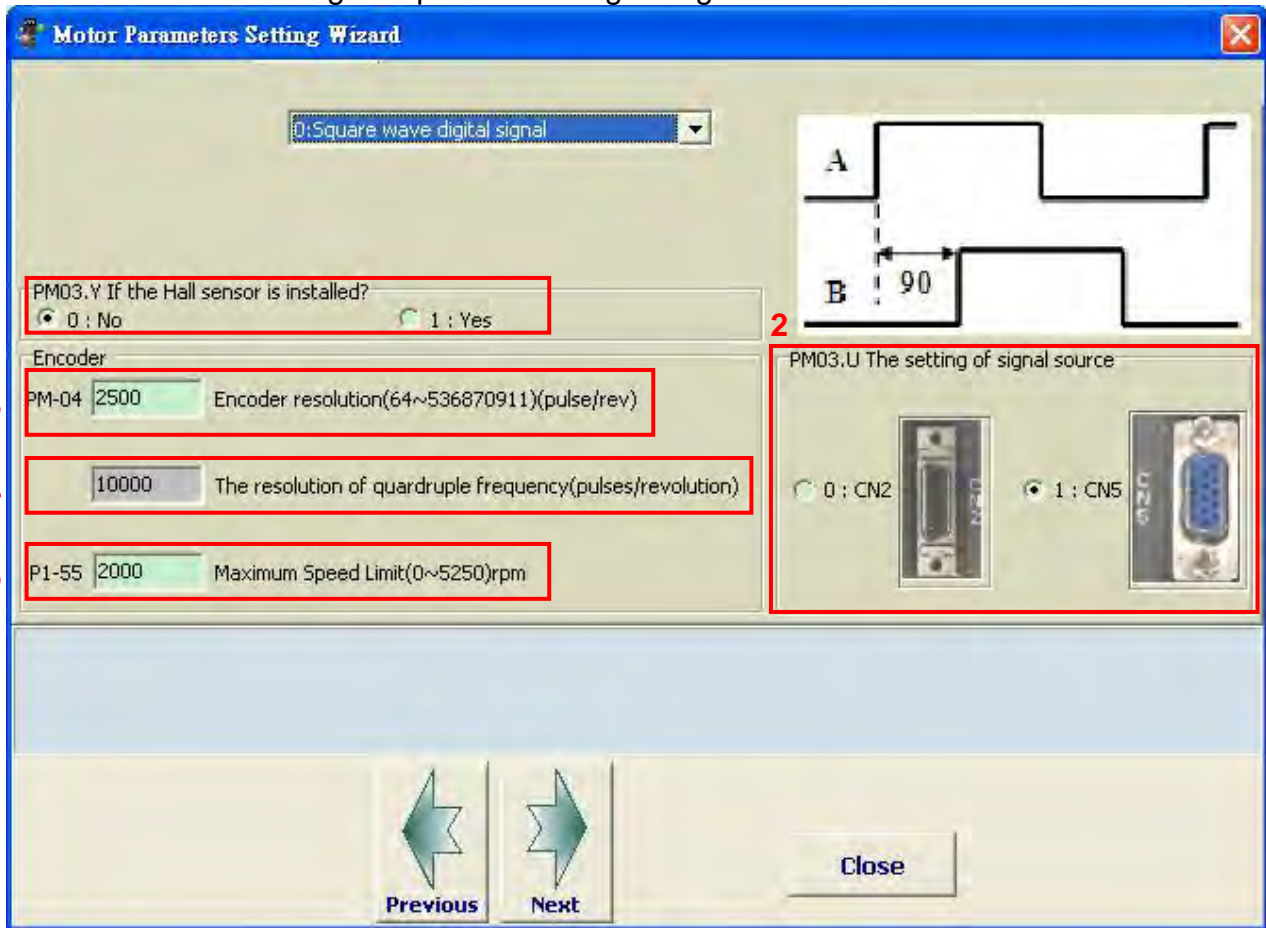 Motor Parameters Setting Wizard
0:Square wave digital signal
A
B
90
PM03.Y If the Hall sensor is installed?
0 : No
1 : Yes
2
Encoder
PM-04 2500 Encoder resolution(64~536870911)(pulse/rev)
10000 The resolution of quardruple frequency(pulses/revolution)
P1-55 2000 Maximum Speed Limit(0~5250)rpm
PM03.U The setting of signal source
0 : CN2
CN2
1 : CN5
CN5
Previous
Next
Close